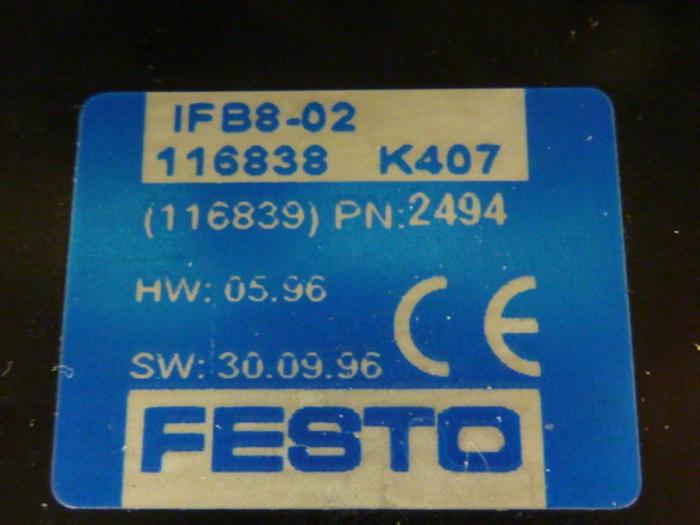 IFB8-02
116838 K407
(116839) PN:2494
HW: 05.96
SW: 30.09.96
CE
FESTO